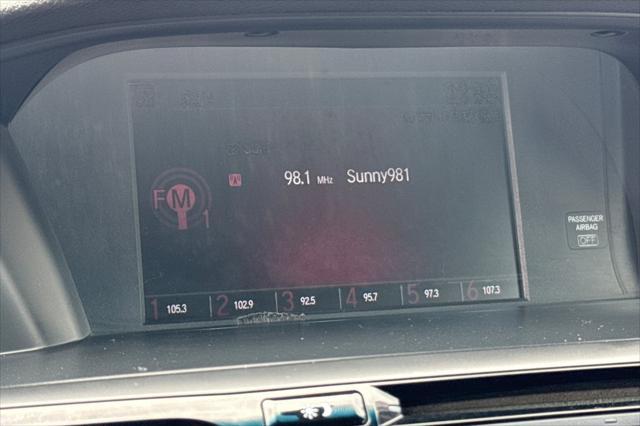 98.1 MHz Sunny981
FM
1
PASSENGER
AIRBAG
OFF
1 105.3 2 102.9 3 92.5 4 95.7 5 97.3 6 107.3